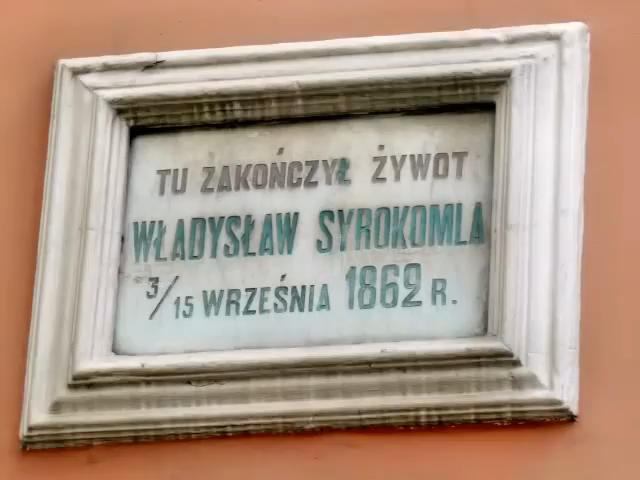 TU ZAKOŃCZYŁ ŻYWOT
WŁADYSŁAW SYROKOMLA
3/15 WRZEŚNIA 1862 R.